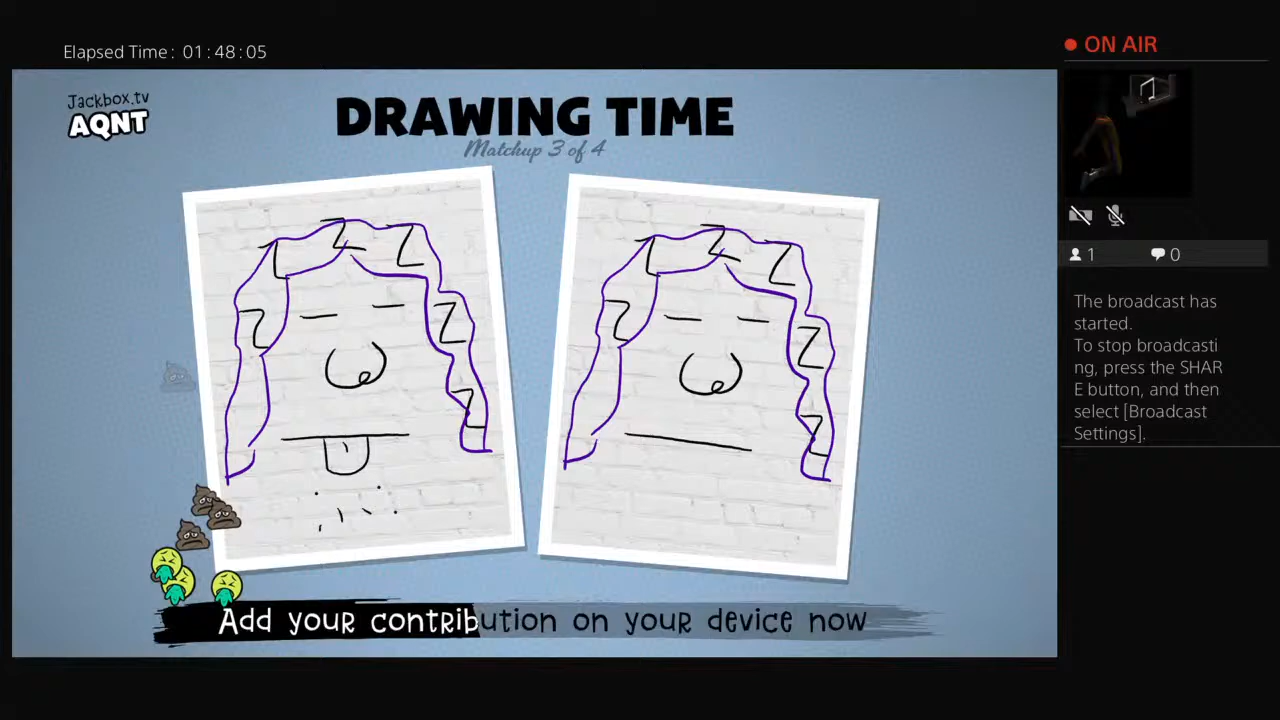 Elapsed Time: 01:48:05
ON AIR
Jackbox.tv
AQNT
DRAWING TIME
Matchup 3 of 4
Z Z Z
Z Z
Z
Z Z Z
Z Z
Z
1 0
The broadcast has
started.
To stop broadcasti
ng, press the SHAR
E button, and then
select [Broadcast
Settings].
Add your contribution on your device now